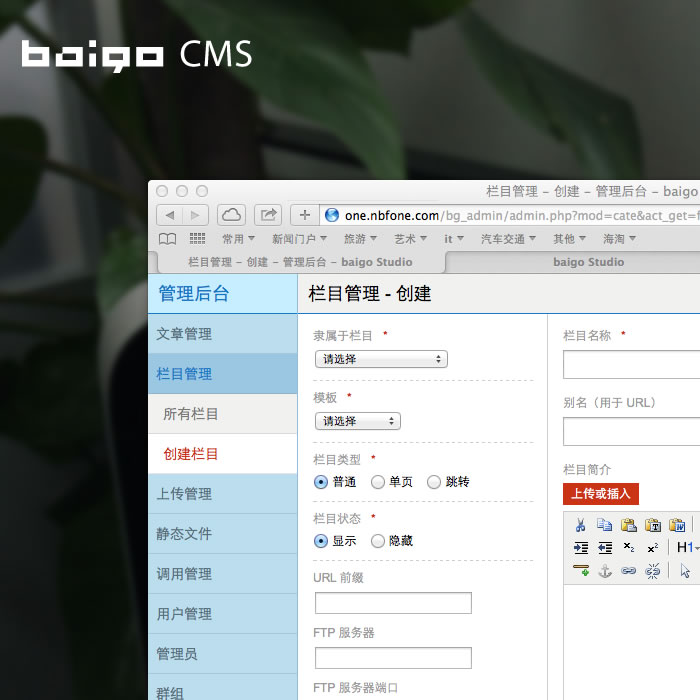 baigo CMS
栏目管理 – 创建 – 管理后台 – baigo
one.nbfone.com/bg_admin/admin.php?mod=cate&act_get=f
常用 新闻门户 旅游 艺术 it 汽车交通 其他 海淘
栏目管理 – 创建 – 管理后台 – baigo Studio
baigo Studio
管理后台
栏目管理 - 创建
文章管理
栏目管理
所有栏目
创建栏目
上传管理
静态文件
调用管理
用户管理
管理员
群组
隶属于栏目 *
请选择
模板 *
请选择
栏目类型 *
普通 单页 跳转
栏目状态 *
显示 隐藏
URL 前缀
FTP 服务器
FTP 服务器端口
栏目名称 *
别名（用于 URL）
栏目简介
上传或插入
H1